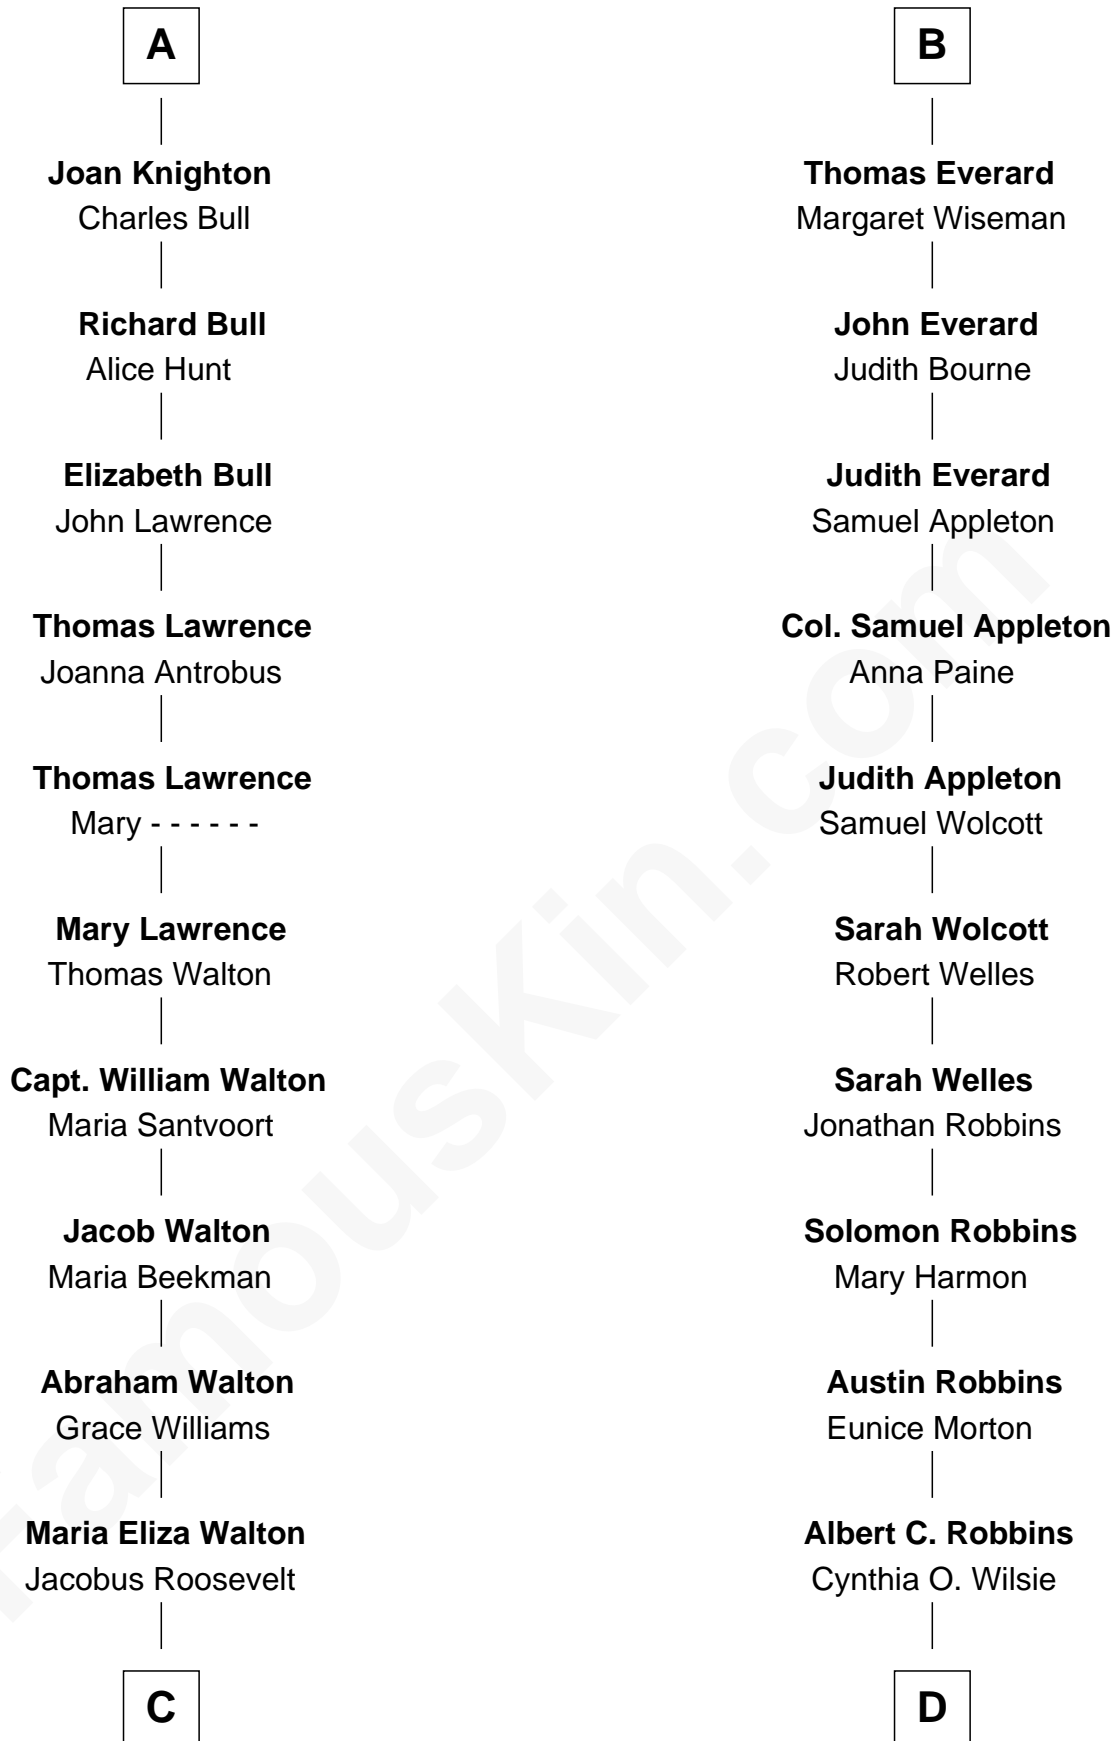 A
Joan Knighton
Charles Bull
Richard Bull
Alice Hunt
Elizabeth Bull
John Lawrence
Thomas Lawrence
Joanna Antrobus
Thomas Lawrence
Mary - - - - - -
Mary Lawrence
Thomas Walton
Capt. William Walton
Maria Santvoort
Jacob Walton
Maria Beekman
Abraham Walton
Grace Williams
Maria Eliza Walton
Jacobus Roosevelt
C
B
Thomas Everard
Margaret Wiseman
John Everard
Judith Bourne
Judith Everard
Samuel Appleton
Col. Samuel Appleton
Anna Paine
Judith Appleton
Samuel Wolcott
Sarah Wolcott
Robert Welles
Sarah Welles
Jonathan Robbins
Solomon Robbins
Mary Harmon
Austin Robbins
Eunice Morton
Albert C. Robbins
Cynthia O. Wilsie
D
FamousKin.com